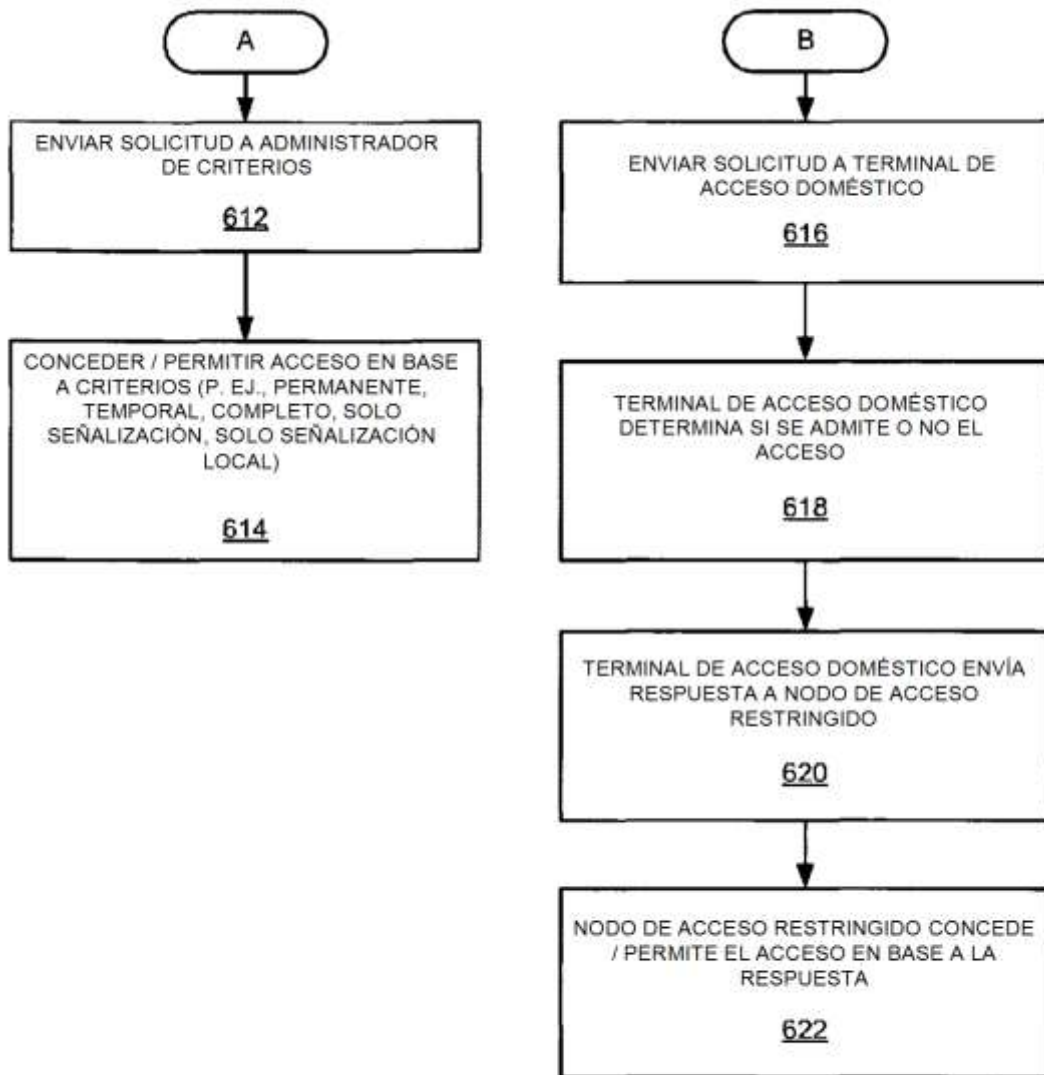 A
ENVIAR SOLICITUD A ADMINISTRADOR
DE CRITERIOS
612
CONCEDER / PERMITIR ACCESO EN BASE
A CRITERIOS (P. EJ., PERMANENTE,
TEMPORAL, COMPLETO, SOLO
SEÑALIZACIÓN, SOLO SEÑALIZACIÓN
LOCAL)
614
B
ENVIAR SOLICITUD A TERMINAL DE
ACCESO DOMÉSTICO
616
TERMINAL DE ACCESO DOMÉSTICO
DETERMINA SI SE ADMITE O NO EL
ACCESO
618
TERMINAL DE ACCESO DOMÉSTICO ENVÍA
RESPUESTA A NODO DE ACCESO
RESTRINGIDO
620
NODO DE ACCESO RESTRINGIDO CONCEDE
/ PERMITE EL ACCESO EN BASE A LA
RESPUESTA
622